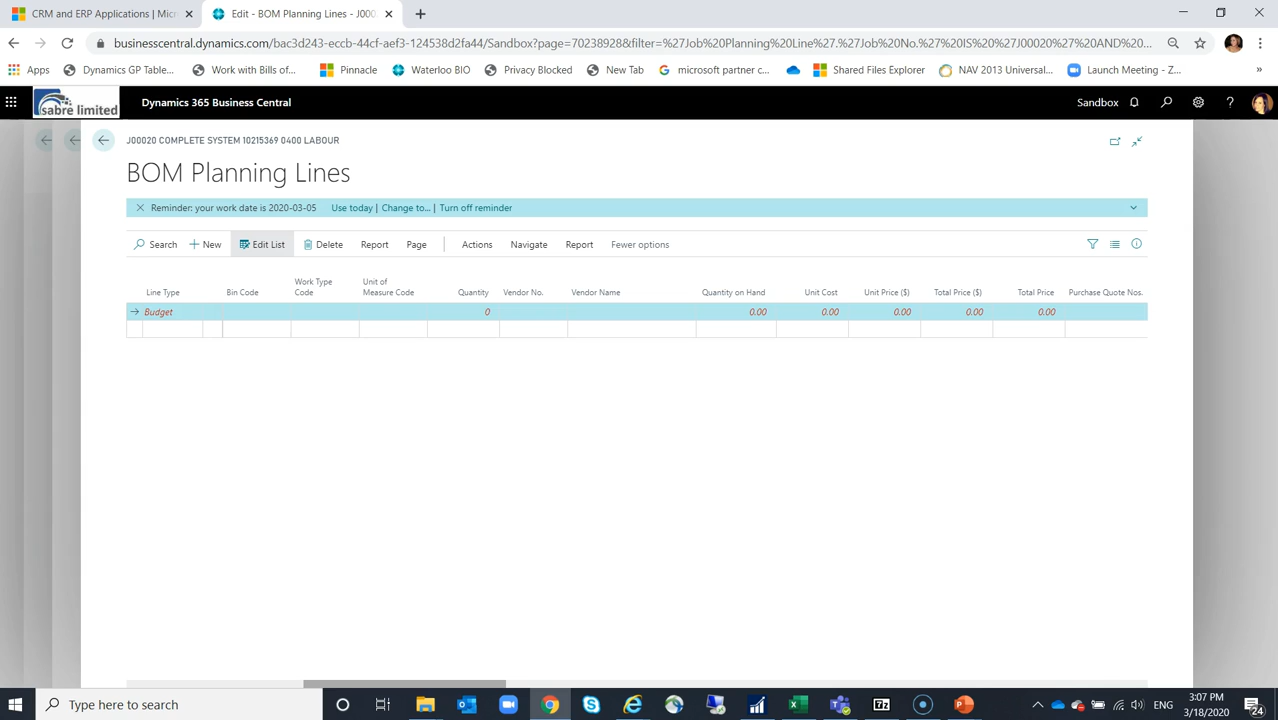 CRM and ERP Applications | Mic
Edit - BOM Planning Lines - J000
businesscentral.dynamics.com/bac3d243-eccb-44cf-aef3-124538d2fa44/Sandbox?page=70238928&filter=%27Job%20Planning%20Line%27.%27Job%20No.%27%20IS%20%27J00020%27%20AND%20...
Apps
Dynamics GP Table...
Work with Bills of...
Pinnacle
Waterloo BIO
Privacy Blocked
New Tab
microsoft partner c...
Shared Files Explorer
NAV 2013 Universal...
Launch Meeting - Z...
»
sabre limited
Dynamics 365 Business Central
Sandbox
J00020 COMPLETE SYSTEM 10215369 0400 LABOUR
BOM Planning Lines
Reminder: your work date is 2020-03-05 Use today | Change to... | Turn off reminder
Search New Edit List Delete Report Page Actions Navigate Report Fewer options
Line Type Bin Code Work Type Code Unit of Measure Code Quantity Vendor No. Vendor Name Quantity on Hand Unit Cost Unit Price ($) Total Price ($) Total Price Purchase Quote Nos.
Budget 0 0.00 0.00 0.00 0.00 0.00
Type here to search
7z
ENG
3:07 PM
3/18/2020
24